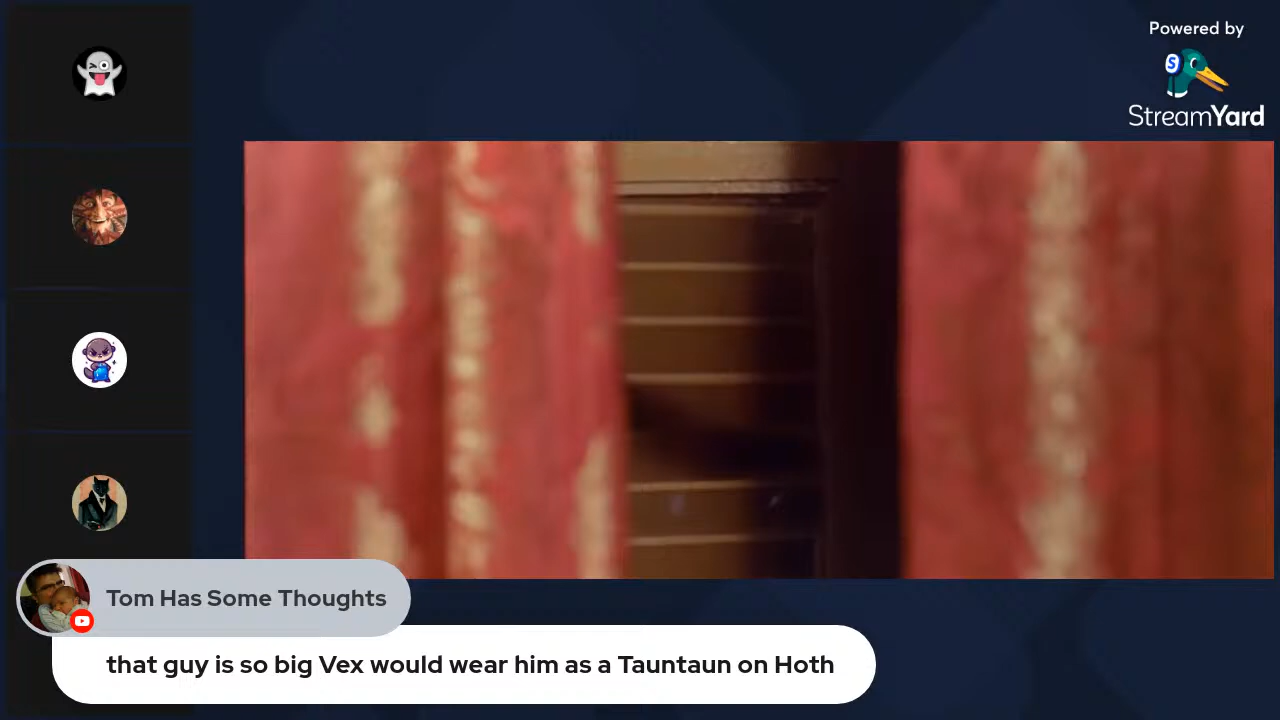 Powered by
StreamYard
Tom Has Some Thoughts
that guy is so big Vex would wear him as a Tauntaun on Hoth